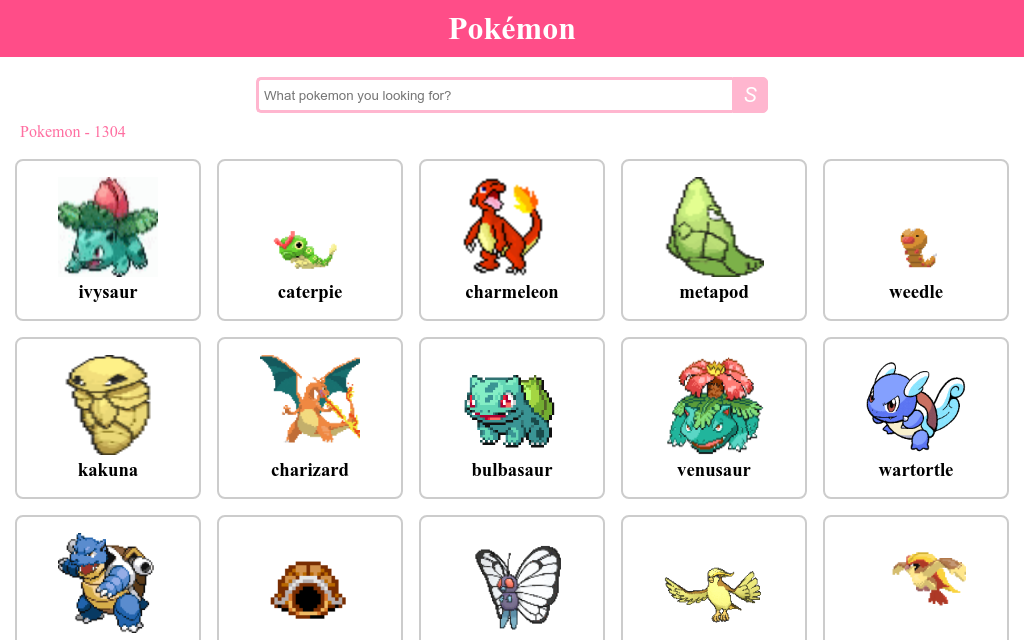 Pokémon
What pokemon you looking for?
S
Pokemon - 1304
ivysaur
caterpie
charmeleon
metapod
weedle
kakuna
charizard
bulbasaur
venusaur
wartortle